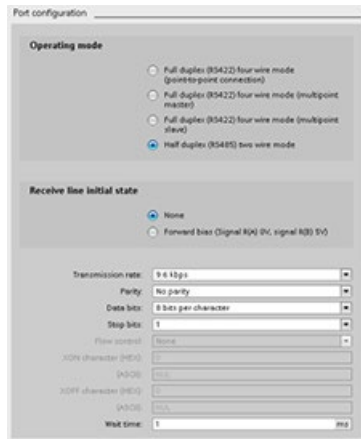 Port configuration
Operating mode
Full duplex (RS422) four wire mode
(point-to-point connection)
Full duplex (RS422) four wire mode (multipoint
master)
Full duplex (RS422) four wire mode (multipoint
slave)
Half duplex (RS485) two wire mode
Receive line initial state
None
Forward bias (Signal R(A) 0V, signal R(B) 5V)
Transmission rate: 9.6 kbps
Parity: No parity
Data bits: 8 bits per character
Stop bits: 1
Flow control: None
XON character (HEX):
(ASCII):
XOFF character (HEX):
(ASCII):
Wait time: 1 ms